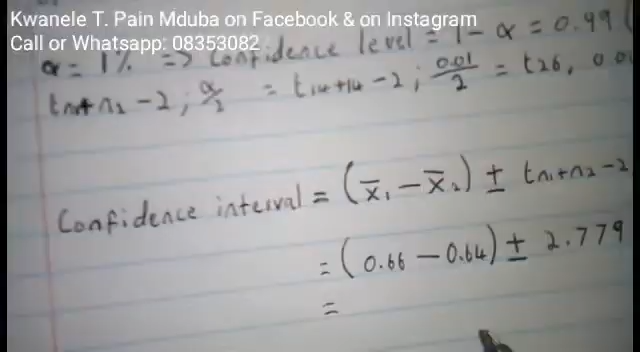 Kwanele T. Pain Mduba on Facebook & on Instagram
Call or Whatsapp: 08353082
α = 1% => Confidence level = 1 - α = 0.99
tn1+n2 - 2 ; α/2 = t14+14 - 2 ; 0.01/2 = t26, 0.0
Confidence interval = (x̄1 - x̄2) ± tn1+n2 - 2
= (0.66 - 0.64) ± 2.779
=